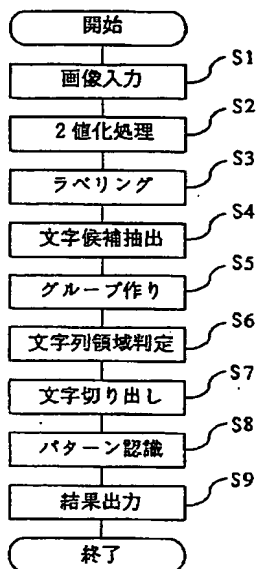 開始
画像入力 S1
2値化処理 S2
ラベリング S3
文字候補抽出 S4
グループ作り S5
文字列領域判定 S6
文字切り出し S7
パターン認識 S8
結果出力 S9
終了